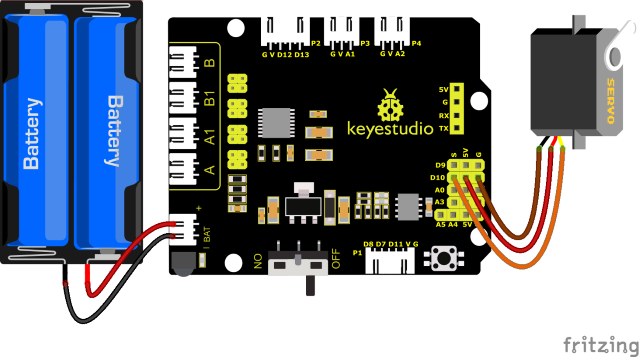 Battery
Battery
B
B1
A1
A
+
BAT
-
G V D12 D13 P2
G V A1 P3
G V A2 P4
keyestudio
5V
G
RX
TX
S 5V G
D9
D10
A0
A3
A5 A4 5V
ON
OFF
P1
D8 D7 D11 V G
SERVO
fritzing